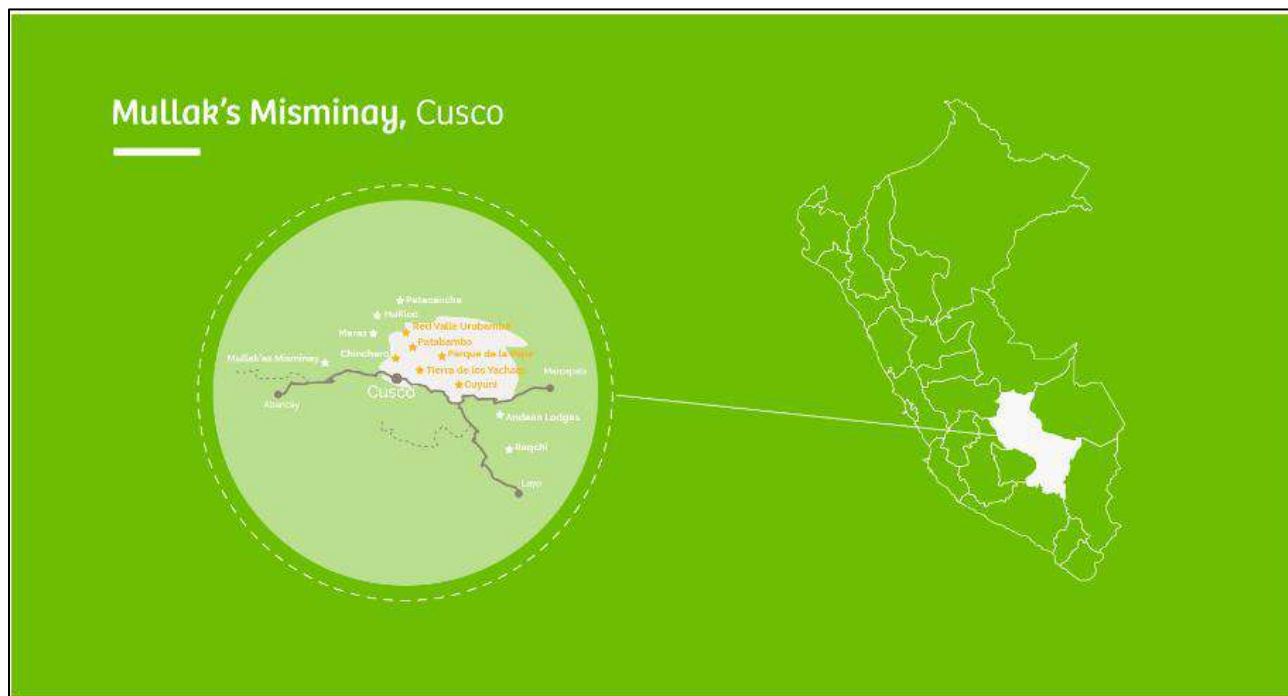 Mullak's Misminay, Cusco
Patacancha
Huilloc
Red Valle Urubamba
Maras
Patabamba
Chinchero
Parque de la Papa
Mullak'as Misminay
Tierra de los Yachaqs
Cusco
Cuyuni
Abancay
Andean Lodges
Raqchi
Layo